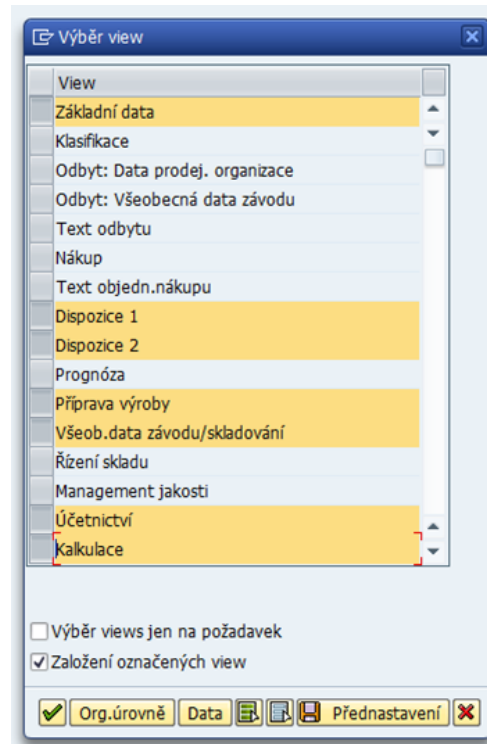 Výběr view
View
Základní data
Klasifikace
Odbyt: Data prodej. organizace
Odbyt: Všeobecná data závodu
Text odbytu
Nákup
Text objedn.nákupu
Dispozice 1
Dispozice 2
Prognóza
Příprava výroby
Všeob.data závodu/skladování
Řízení skladu
Management jakosti
Účetnictví
Kalkulace
Výběr views jen na požadavek
Založení označených view
Org.úrovně Data Přednastavení